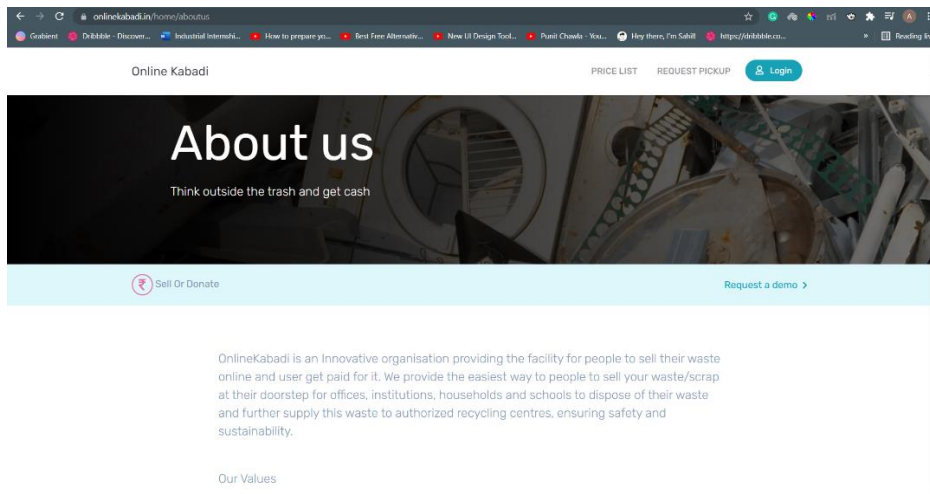 onlinekabadi.in/home/aboutus
Grabient Dribbble - Discover... Industrial Internshi... How to prepare yo... Best Free Alternativ... New UI Design Tool... Punit Chawla - You... Hey there, I'm Sahill https://dribbble.co... » Reading lis
Online Kabadi PRICE LIST REQUEST PICKUP Login
About us
Think outside the trash and get cash
₹ Sell Or Donate Request a demo >
OnlineKabadi is an Innovative organisation providing the facility for people to sell their waste
online and user get paid for it. We provide the easiest way to people to sell your waste/scrap
at their doorstep for offices, institutions, households and schools to dispose of their waste
and further supply this waste to authorized recycling centres, ensuring safety and
sustainability.
Our Values